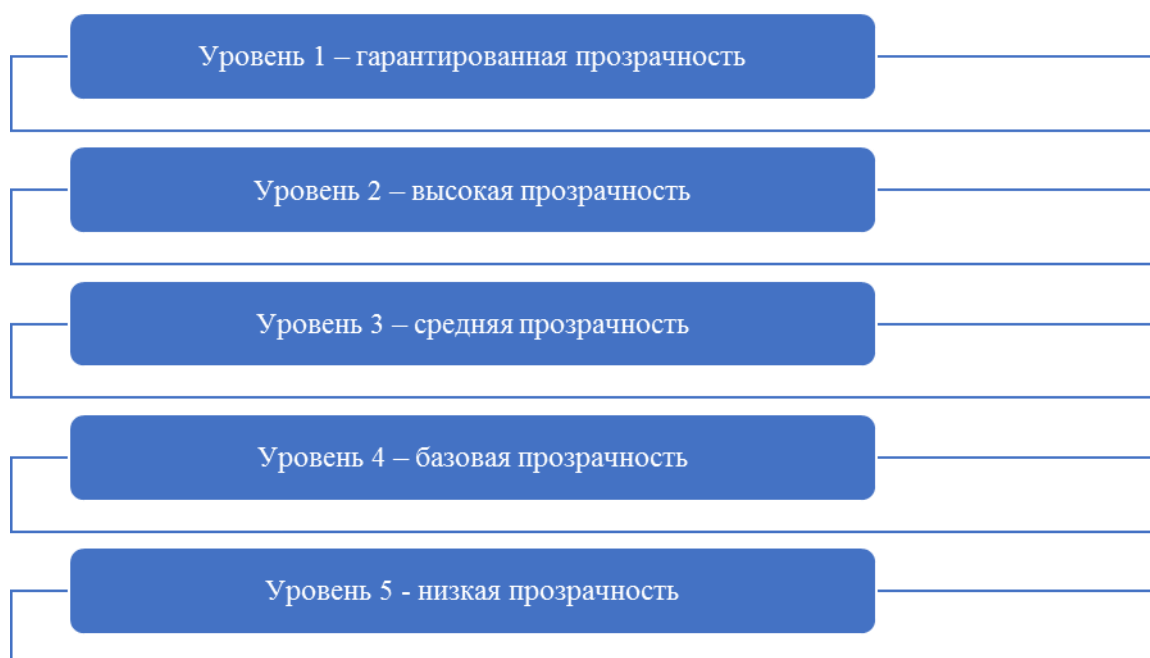 Уровень 1 – гарантированная прозрачность
Уровень 2 – высокая прозрачность
Уровень 3 – средняя прозрачность
Уровень 4 – базовая прозрачность
Уровень 5 - низкая прозрачность